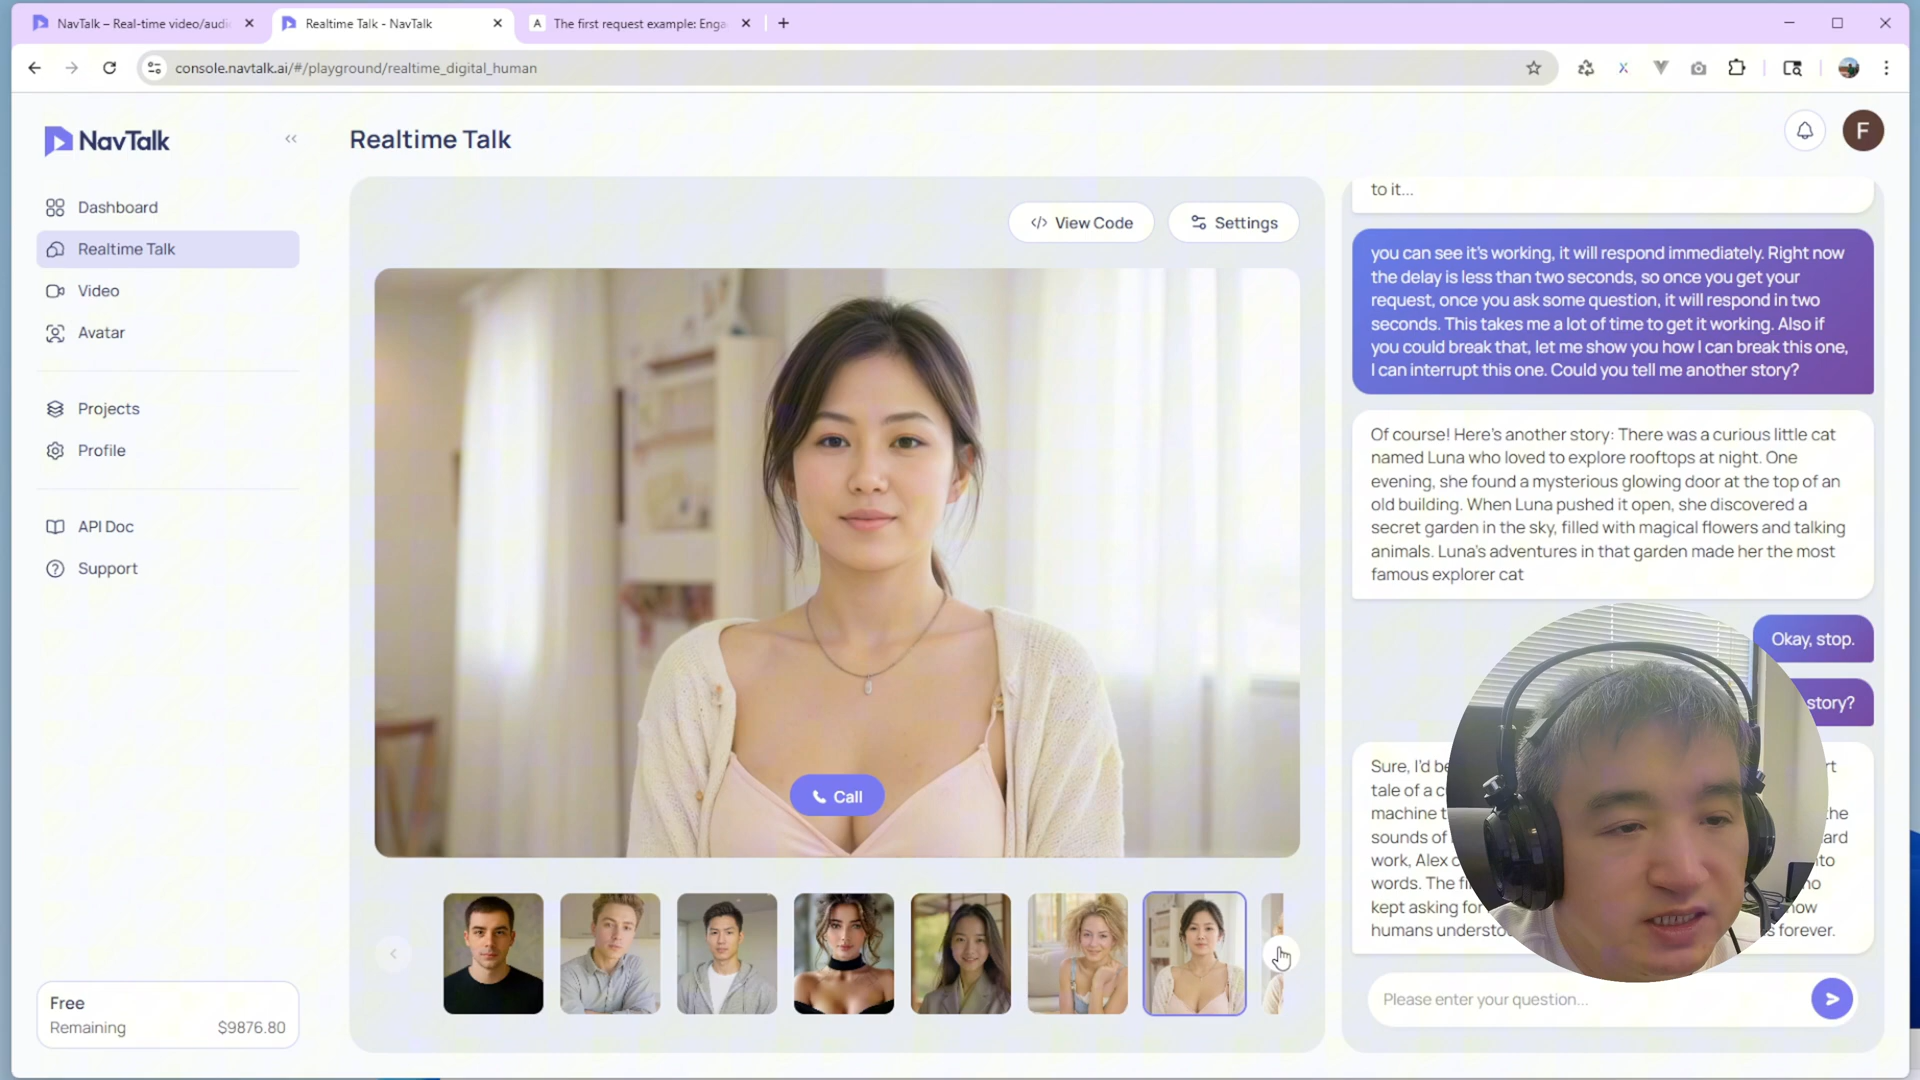 NavTalk – Real-time video/audi
Realtime Talk - NavTalk
A
The first request example: Enga
console.navtalk.ai/#/playground/realtime_digital_human
NavTalk
Realtime Talk
F
Dashboard
Realtime Talk
Video
Avatar
Projects
Profile
API Doc
Support
Free
Remaining $9876.80
</> View Code
Settings
Call
to it...
you can see it's working, it will respond immediately. Right now
the delay is less than two seconds, so once you get your
request, once you ask some question, it will respond in two
seconds. This takes me a lot of time to get it working. Also if
you could break that, let me show you how I can break this one,
I can interrupt this one. Could you tell me another story?
Of course! Here's another story: There was a curious little cat
named Luna who loved to explore rooftops at night. One
evening, she found a mysterious glowing door at the top of an
old building. When Luna pushed it open, she discovered a
secret garden in the sky, filled with magical flowers and talking
animals. Luna's adventures in that garden made her the most
famous explorer cat
Okay, stop.
story?
Sure, I'd be
tale of a
machine the
sounds of
work, Alex
words. The
kept asking for
humans understo s forever.
Please enter your question...